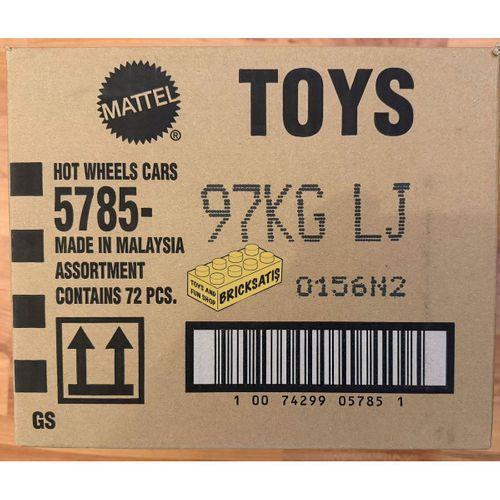 MATTEL
®
TOYS
HOT WHEELS CARS
5785-
MADE IN MALAYSIA
ASSORTMENT
CONTAINS 72 PCS.
97KG LJ
TOYS AND
FUN SHOP
BRICKSATIŞ
0156N2
1 00 74299 05785 1
GS